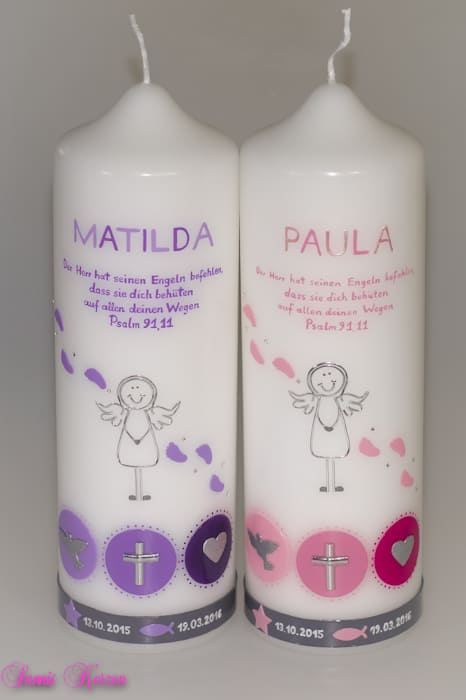 MATILDA
Der Herr hat seinen Engeln befohlen,
dass sie dich behüten
auf allen deinen Wegen
Psalm 91,11
13.10.2015 19.03.2016
PAULA
Der Herr hat seinen Engeln befohlen,
dass sie dich behüten
auf allen deinen Wegen
Psalm 91,11
13.10.2015 19.03.2016
Kerzen